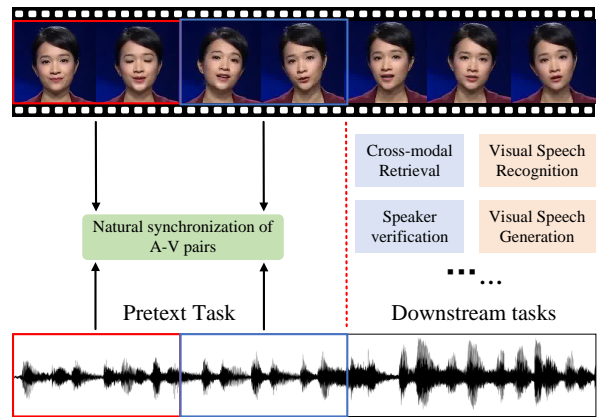 Cross-modal
Retrieval
Visual Speech
Recognition
Natural synchronization of
A-V pairs
Speaker
verification
Visual Speech
Generation
...
...
Pretext Task
Downstream tasks